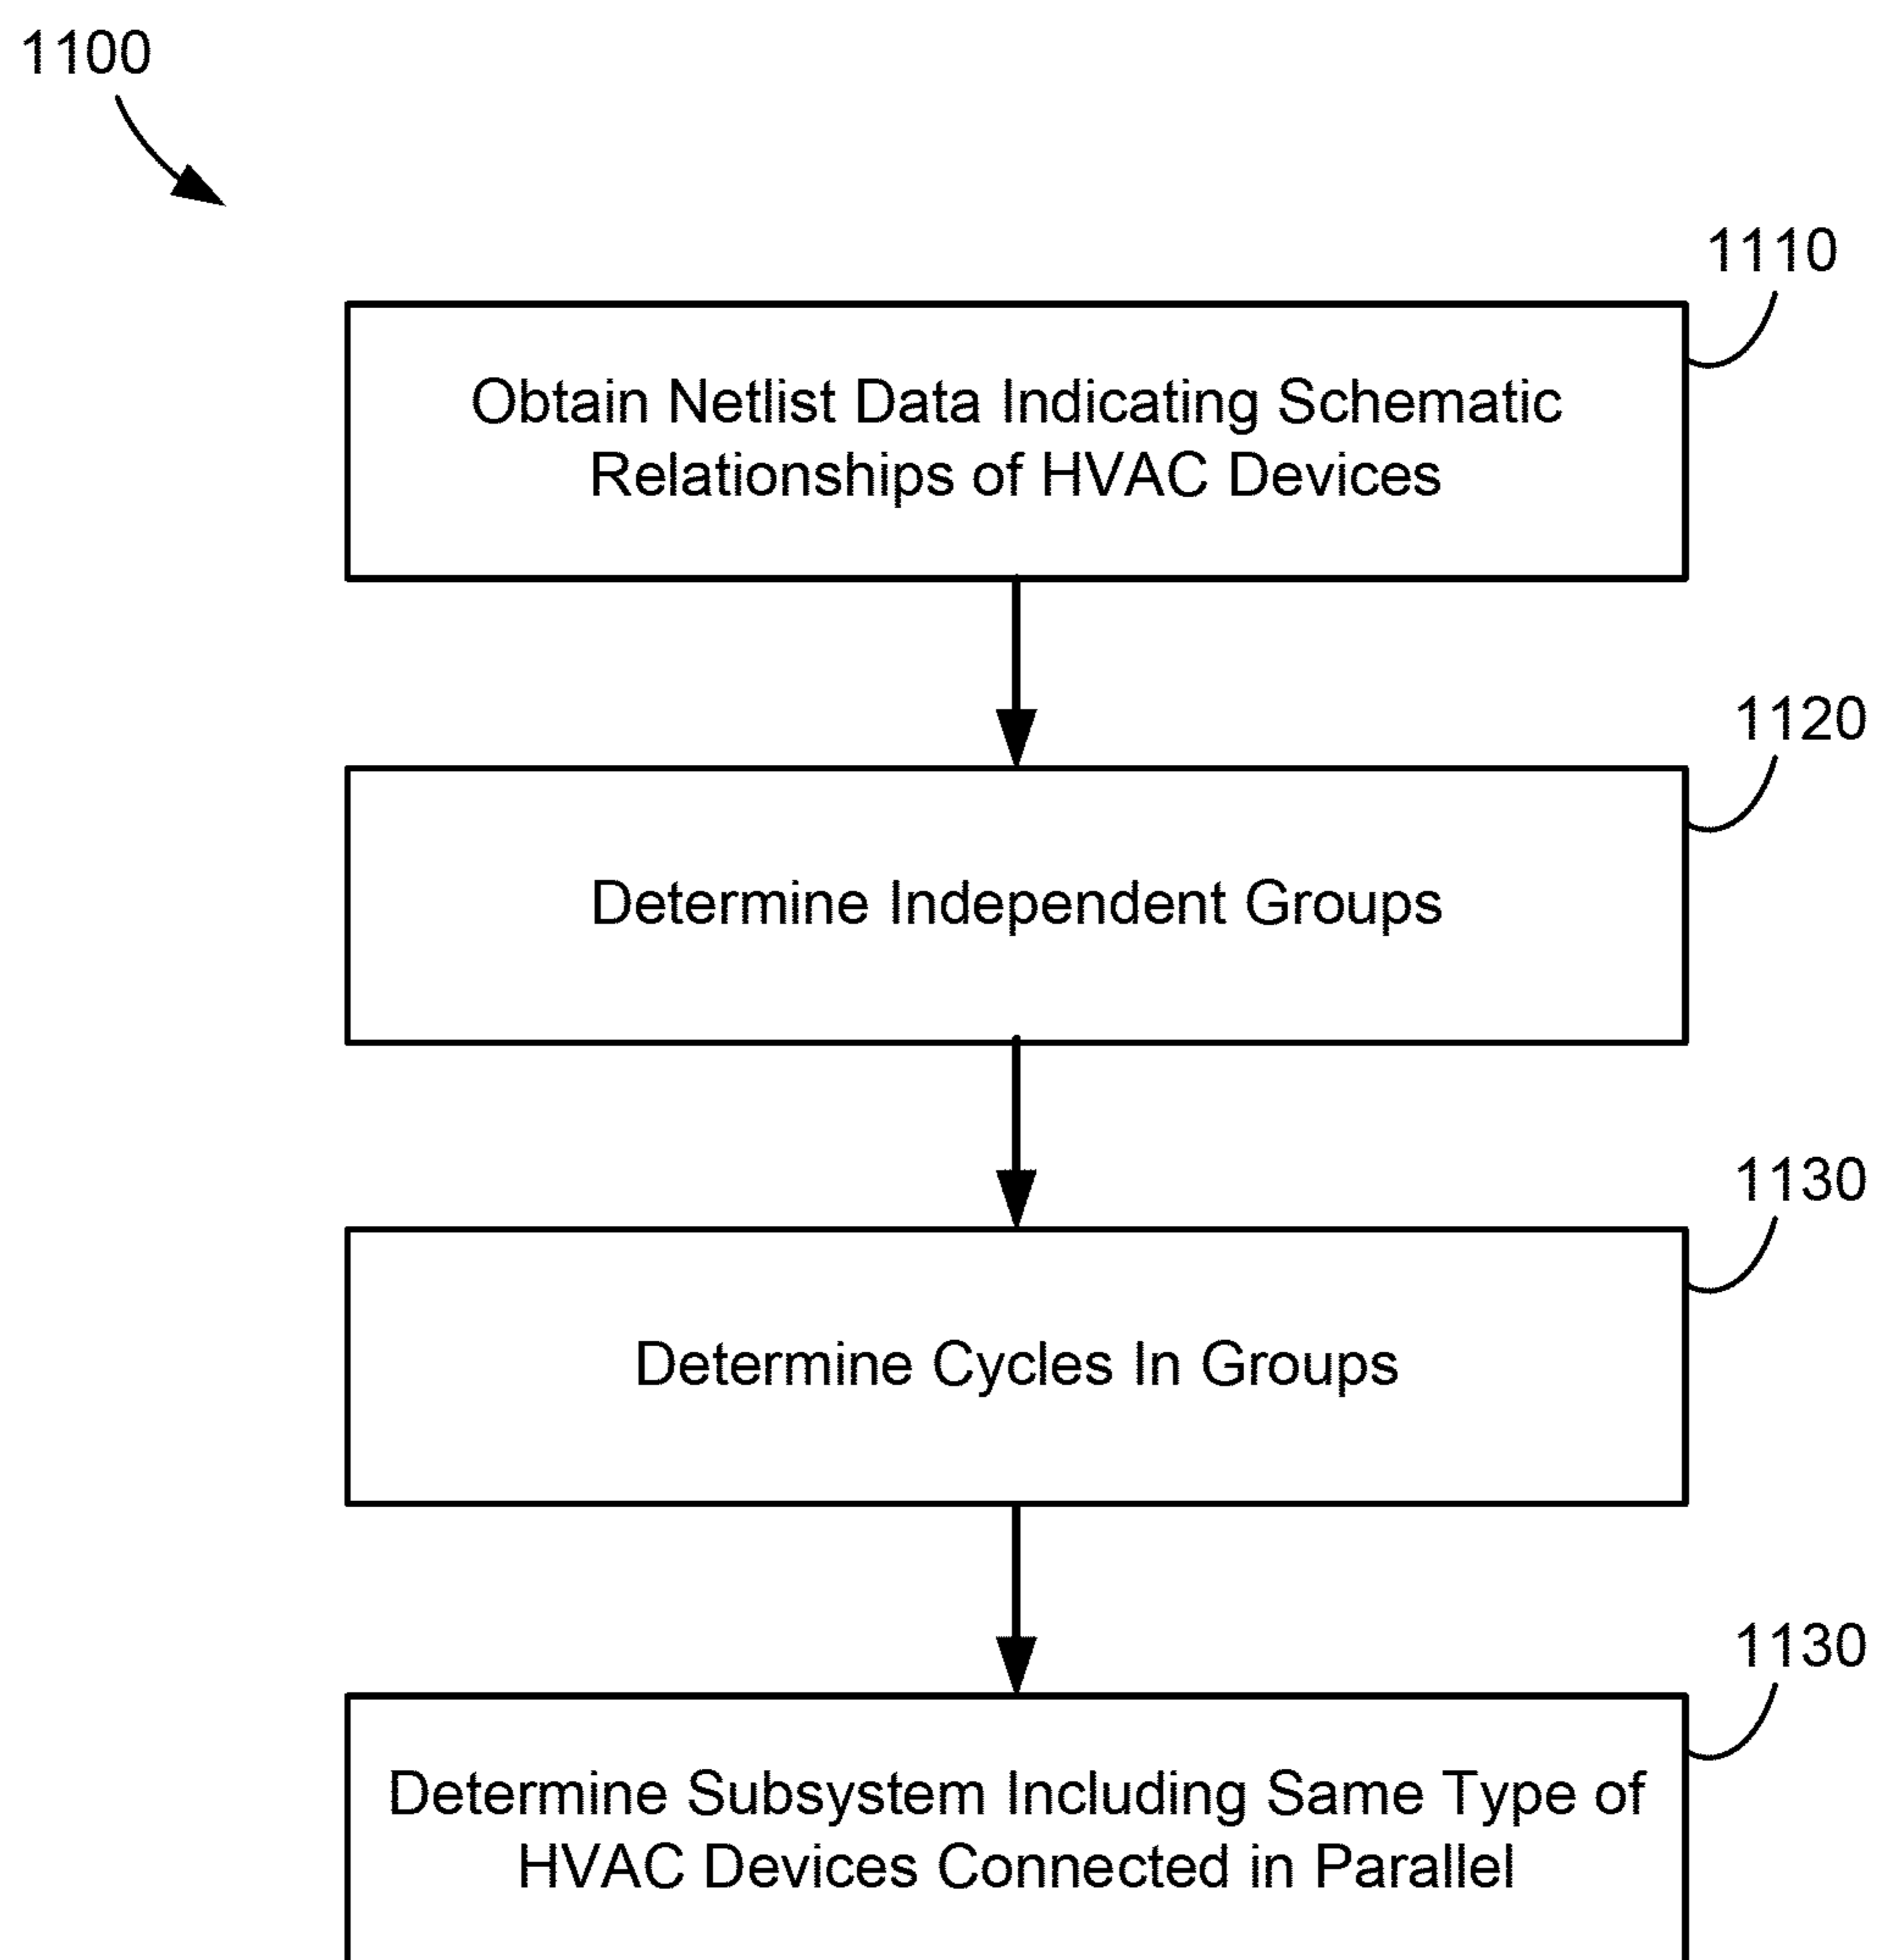 1100
1110
Obtain Netlist Data Indicating Schematic
Relationships of HVAC Devices
1120
Determine Independent Groups
1130
Determine Cycles In Groups
1130
Determine Subsystem Including Same Type of
HVAC Devices Connected in Parallel